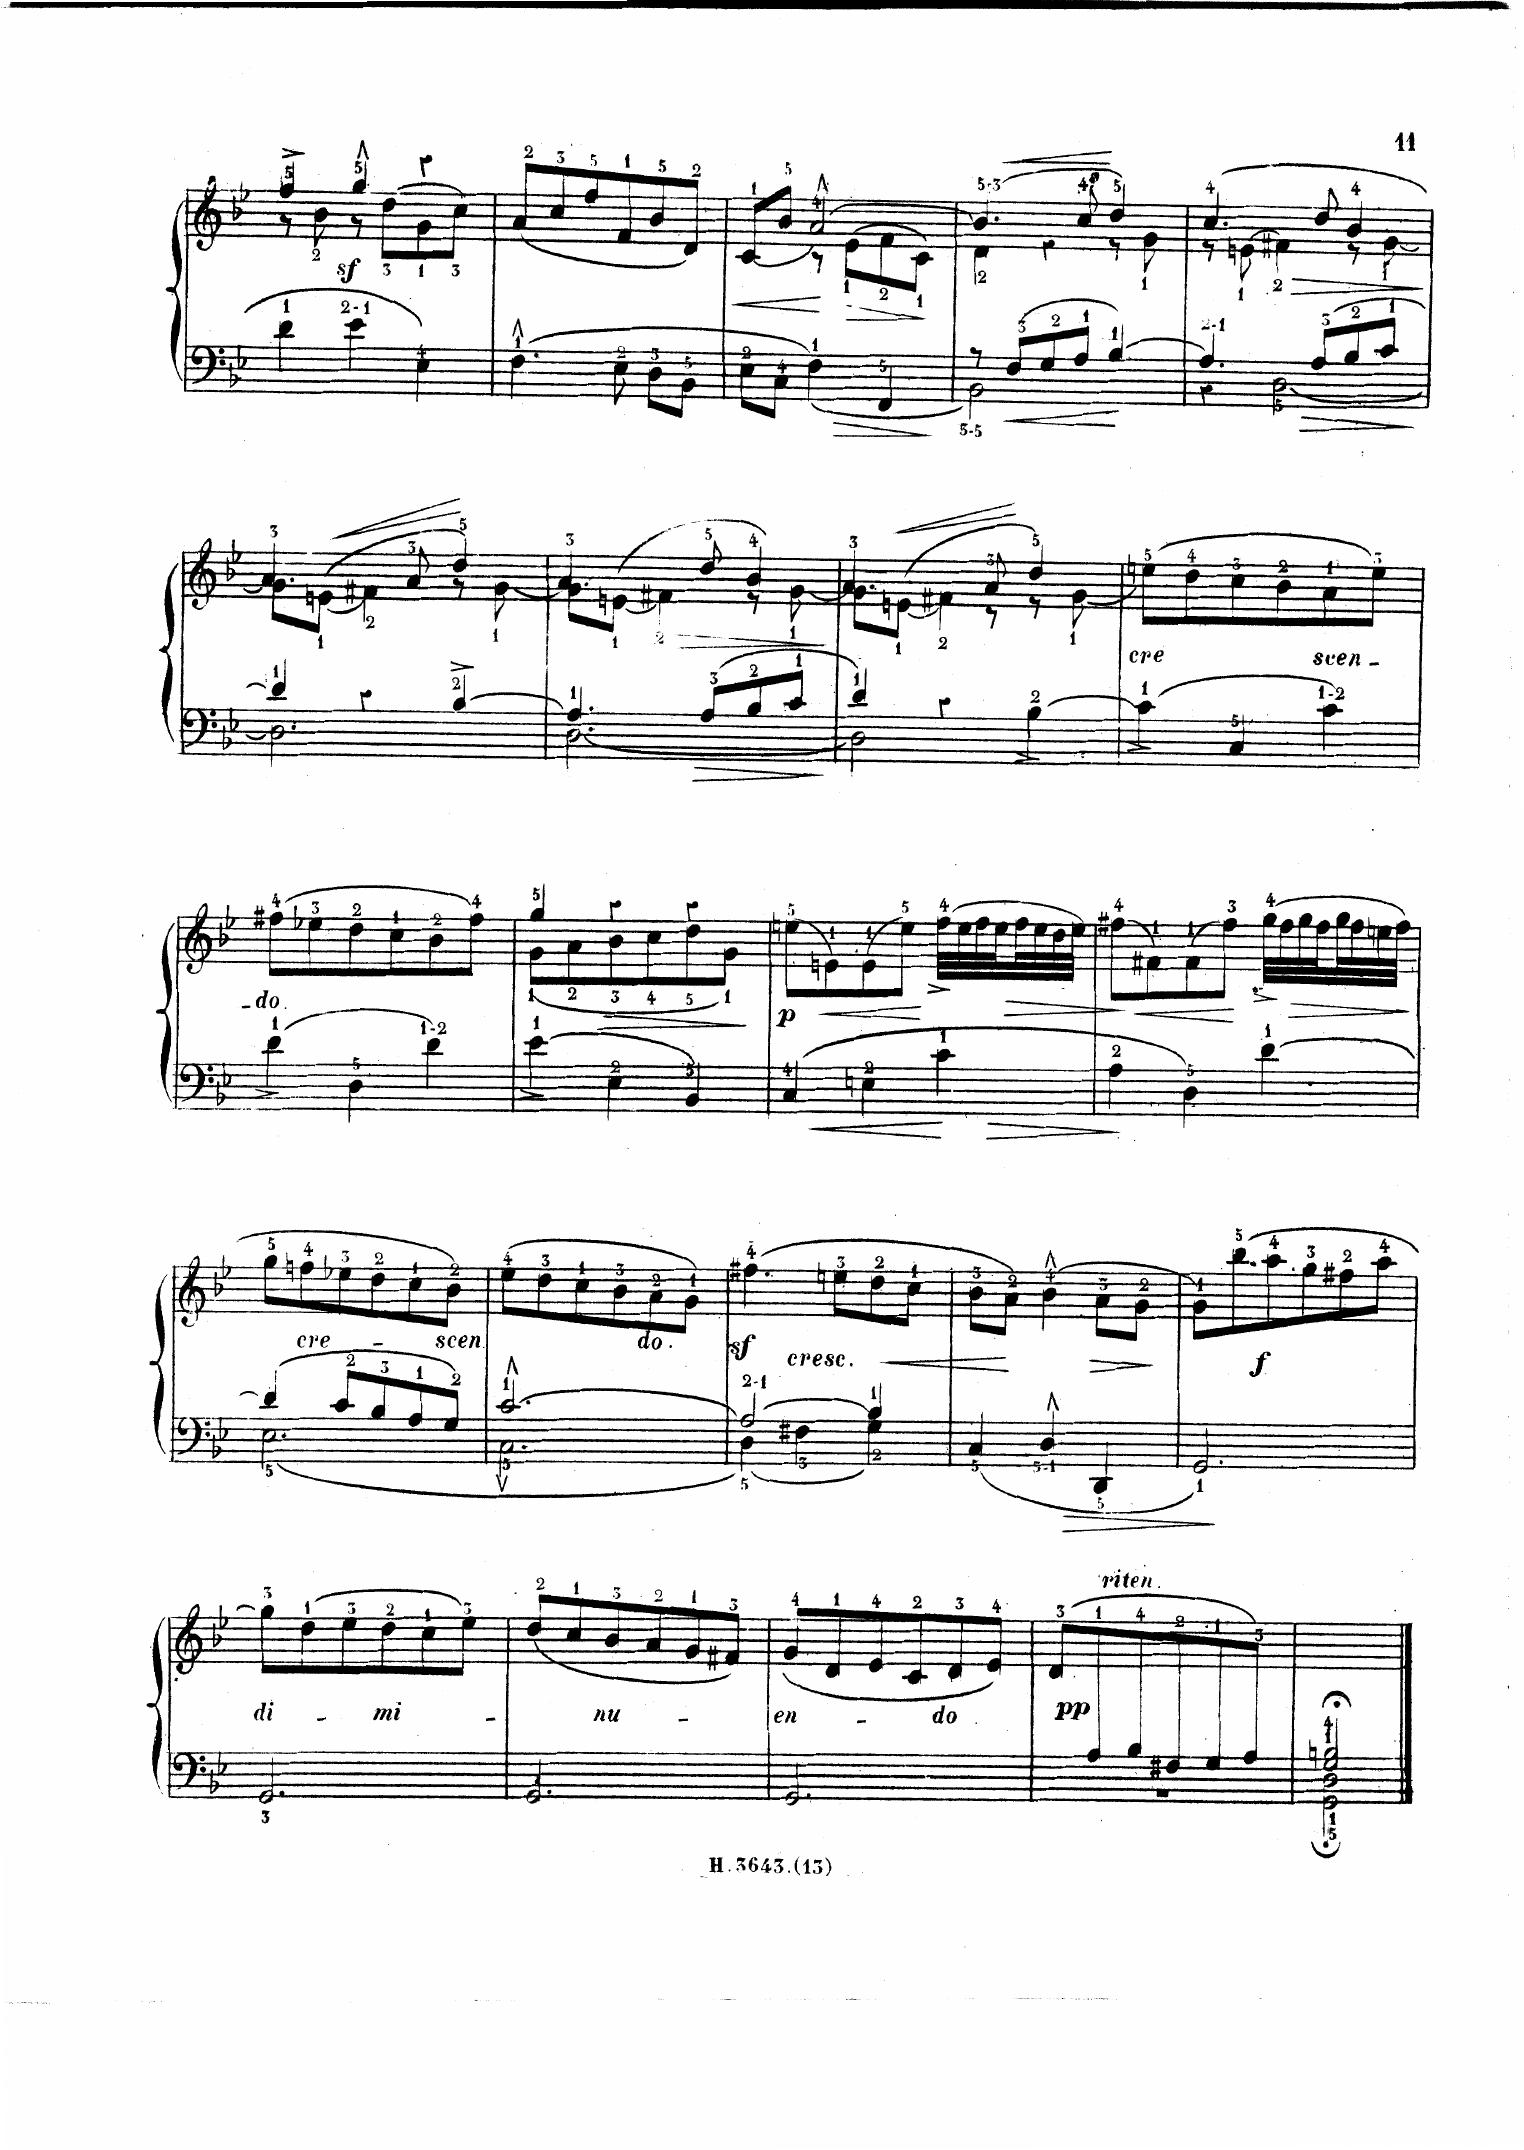 11
sf
cre scen-
-do.
p
cre - scen
do.
sf cresc.
f
riten.
di - mi - nu - en - do
pp
H. 3643.(13)